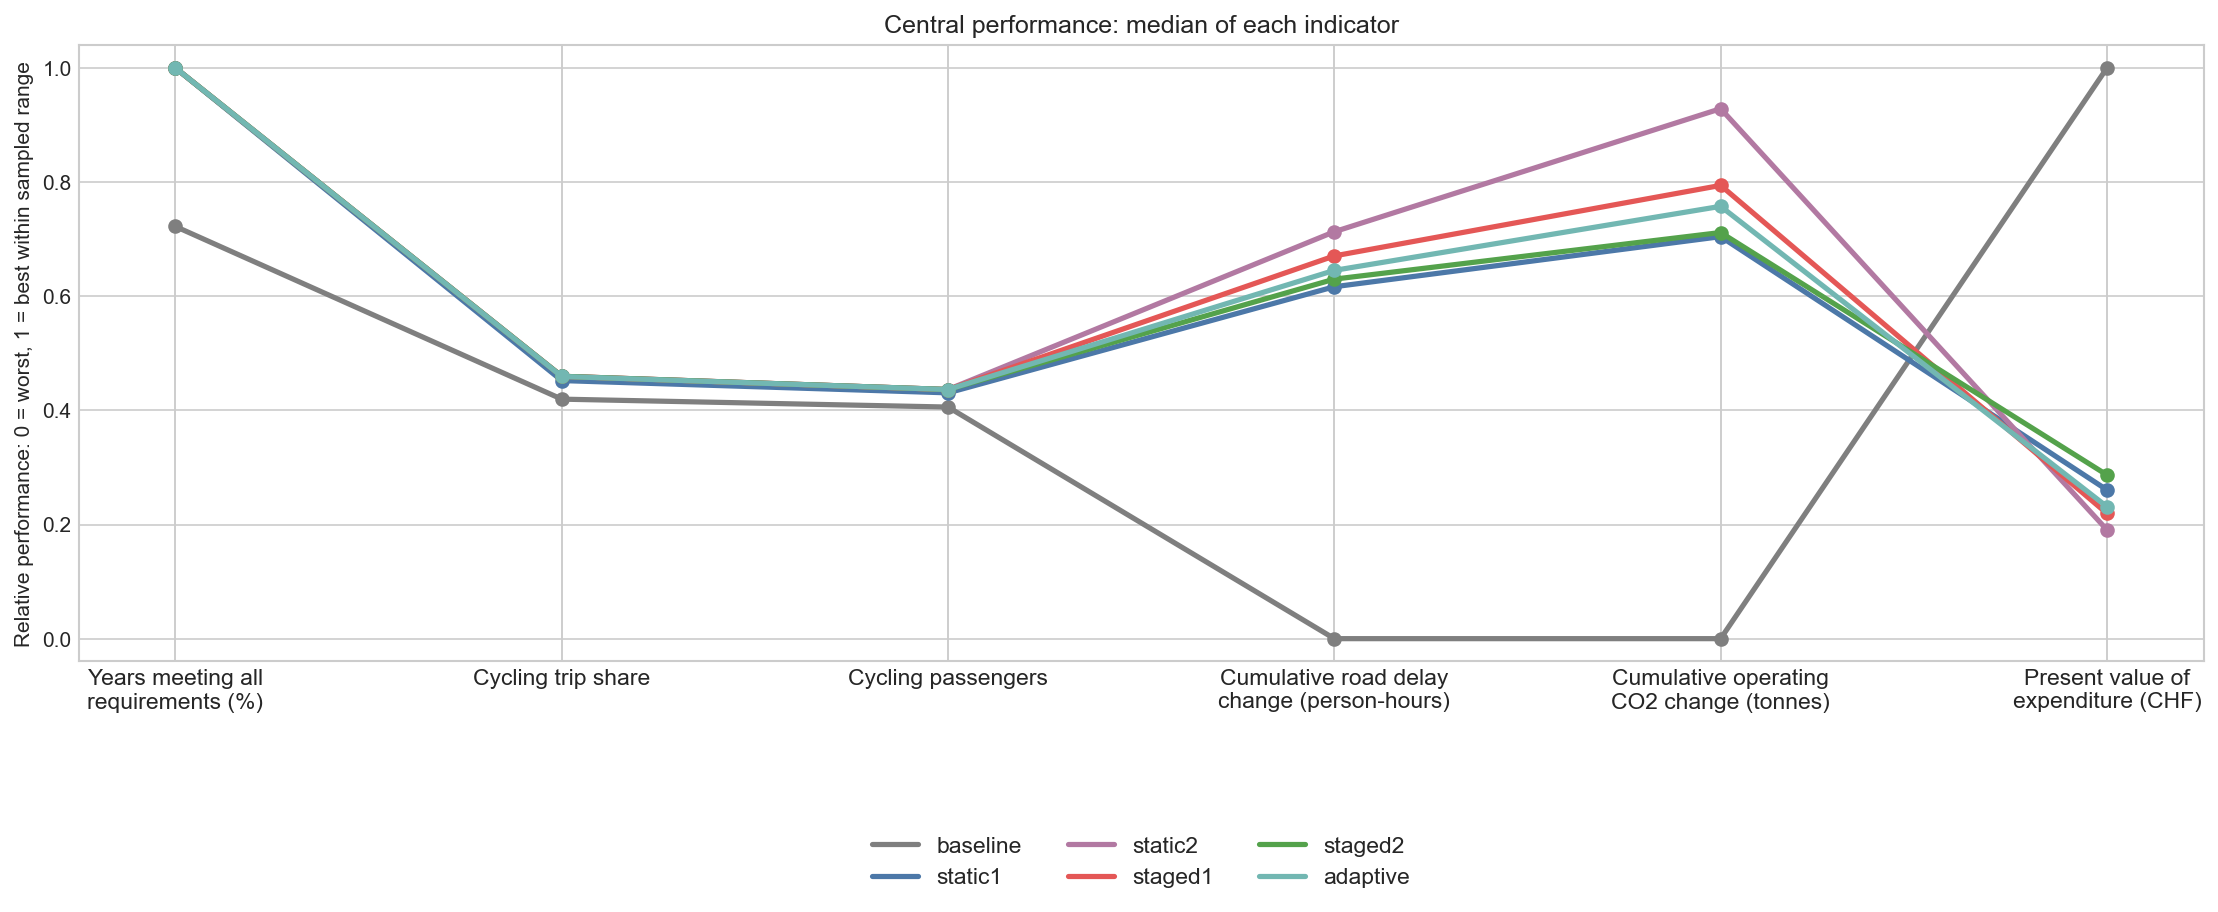 Central performance: median of each indicator
Relative performance: 0 = worst, 1 = best within sampled range
1.0
0.8
0.6
0.4
0.2
0.0
Years meeting all
requirements (%)
Cycling trip share
Cycling passengers
Cumulative road delay
change (person-hours)
Cumulative operating
CO2 change (tonnes)
Present value of
expenditure (CHF)
baseline
static1
static2
staged1
staged2
adaptive